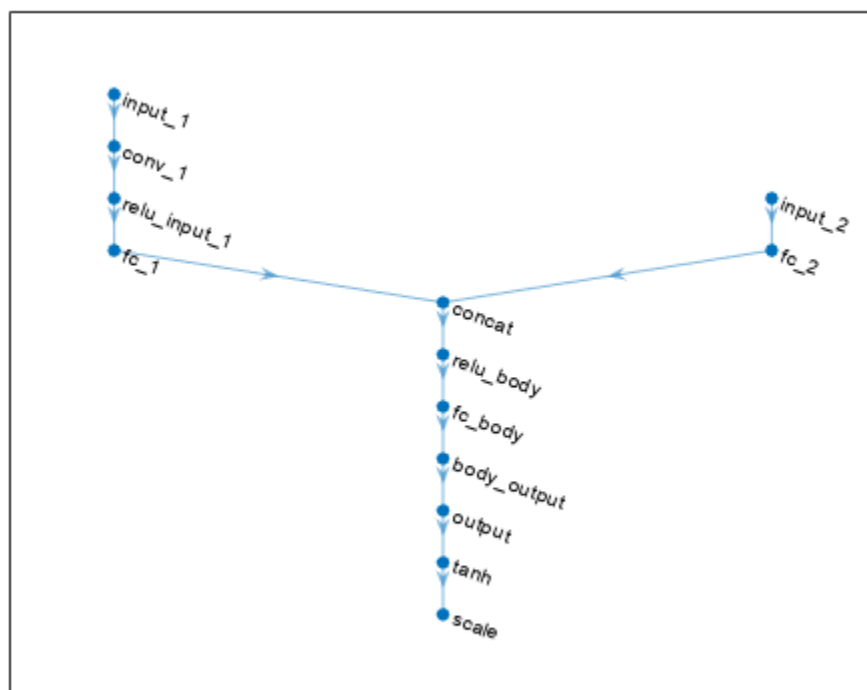 input_1
conv_1
relu_input_1
fc_1
input_2
fc_2
concat
relu_body
fc_body
body_output
output
tanh
scale